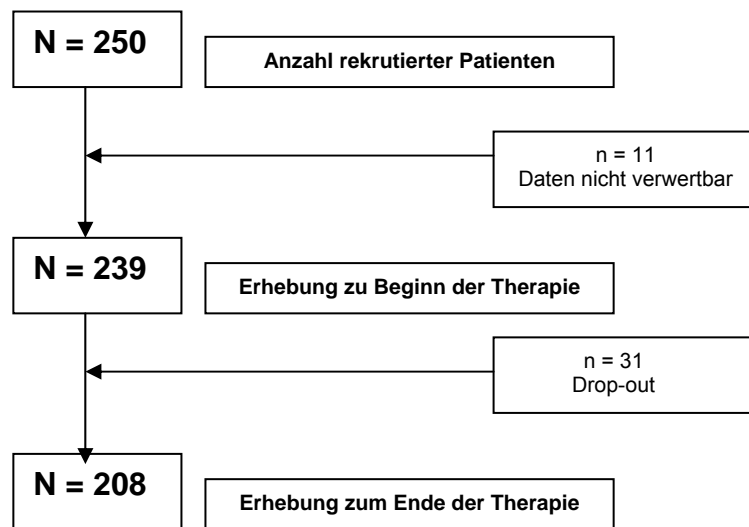 N = 250
Anzahl rekrutierter Patienten
n = 11
Daten nicht verwertbar
N = 239
Erhebung zu Beginn der Therapie
n = 31
Drop-out
N = 208
Erhebung zum Ende der Therapie